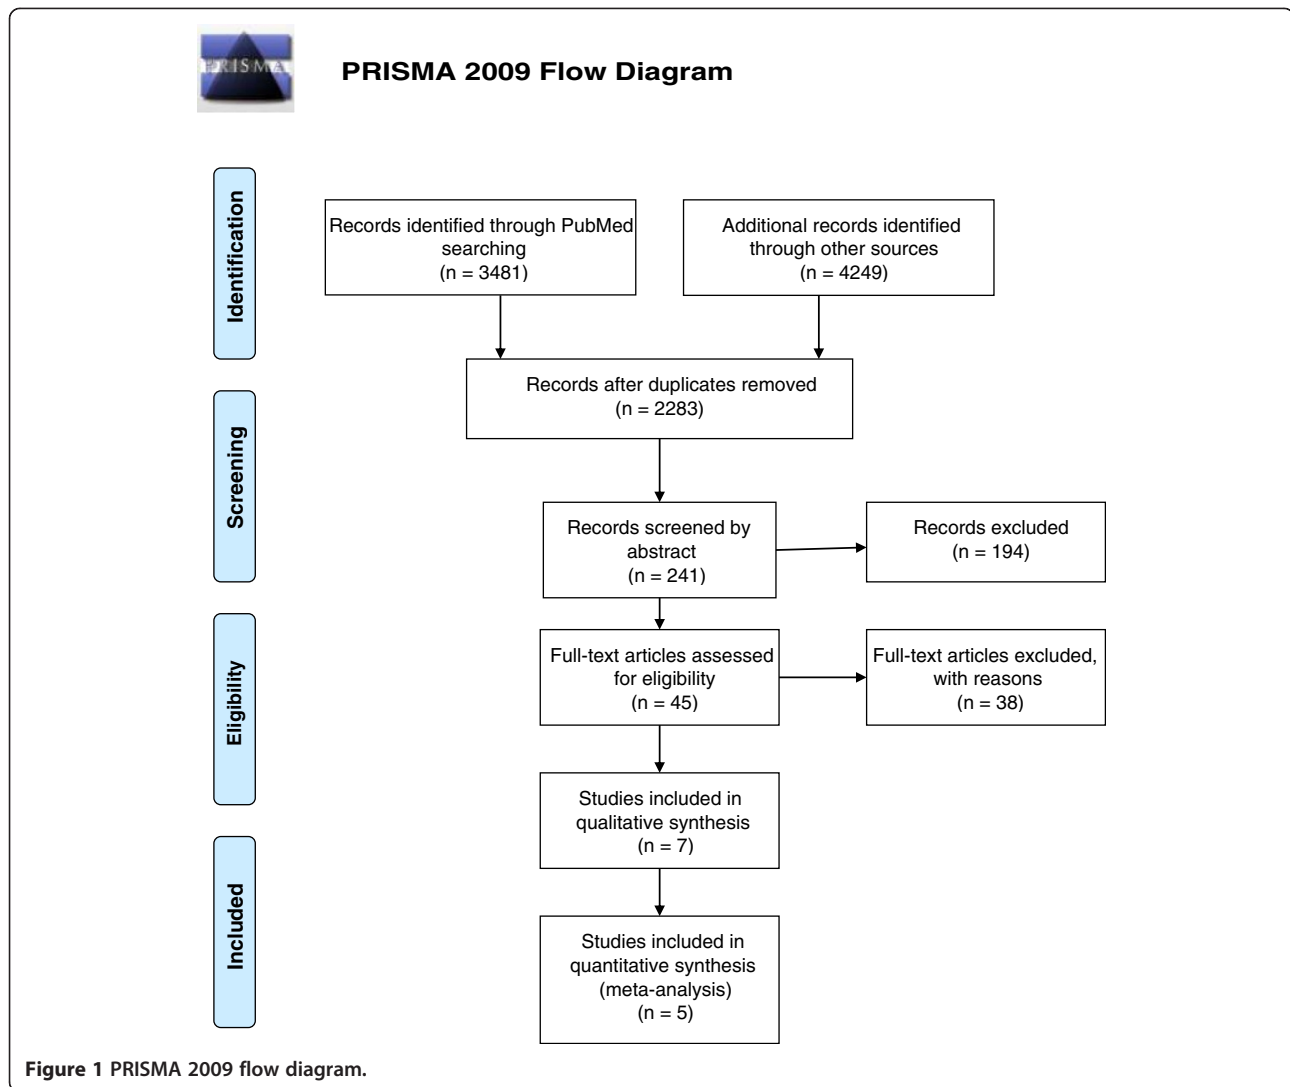 PRISMA
PRISMA 2009 Flow Diagram
Identification
Records identified through PubMed
searching
(n = 3481)
Additional records identified
through other sources
(n = 4249)
Records after duplicates removed
(n = 2283)
Screening
Records screened by
abstract
(n = 241)
Records excluded
(n = 194)
Eligibility
Full-text articles assessed
for eligibility
(n = 45)
Full-text articles excluded,
with reasons
(n = 38)
Studies included in
qualitative synthesis
(n = 7)
Included
Studies included in
quantitative synthesis
(meta-analysis)
(n = 5)
Figure 1 PRISMA 2009 flow diagram.